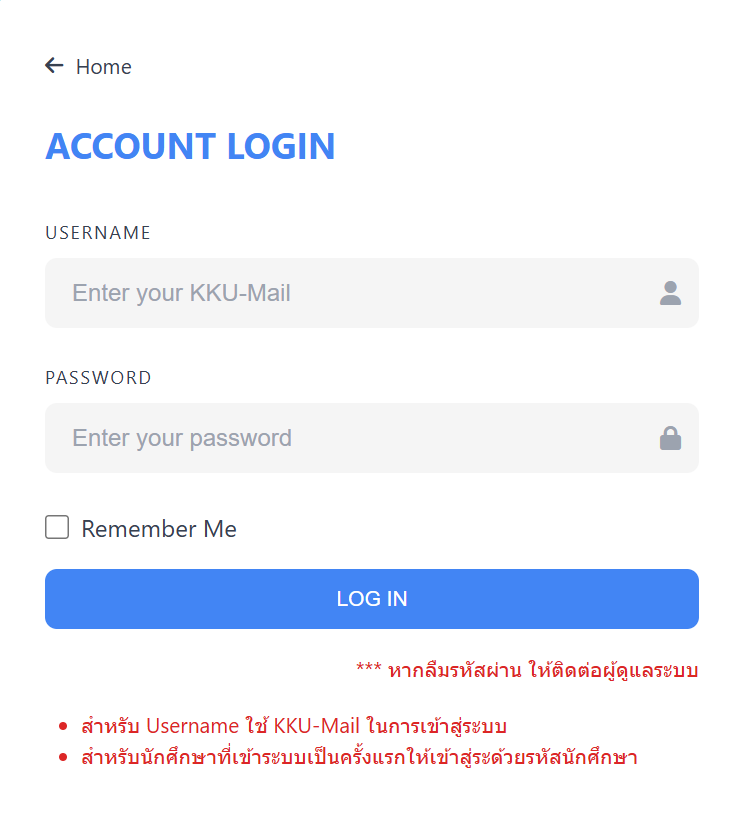 Home
ACCOUNT LOGIN
USERNAME
Enter your KKU-Mail
PASSWORD
Enter your password
Remember Me
LOG IN
*** หากลืมรหัสผ่าน ให้ติดต่อผู้ดูแลระบบ
สำหรับ Username ใช้ KKU-Mail ในการเข้าสู่ระบบ
สำหรับนักศึกษาที่เข้าระบบเป็นครั้งแรกให้เข้าสู่ระด้วยรหัสนักศึกษา